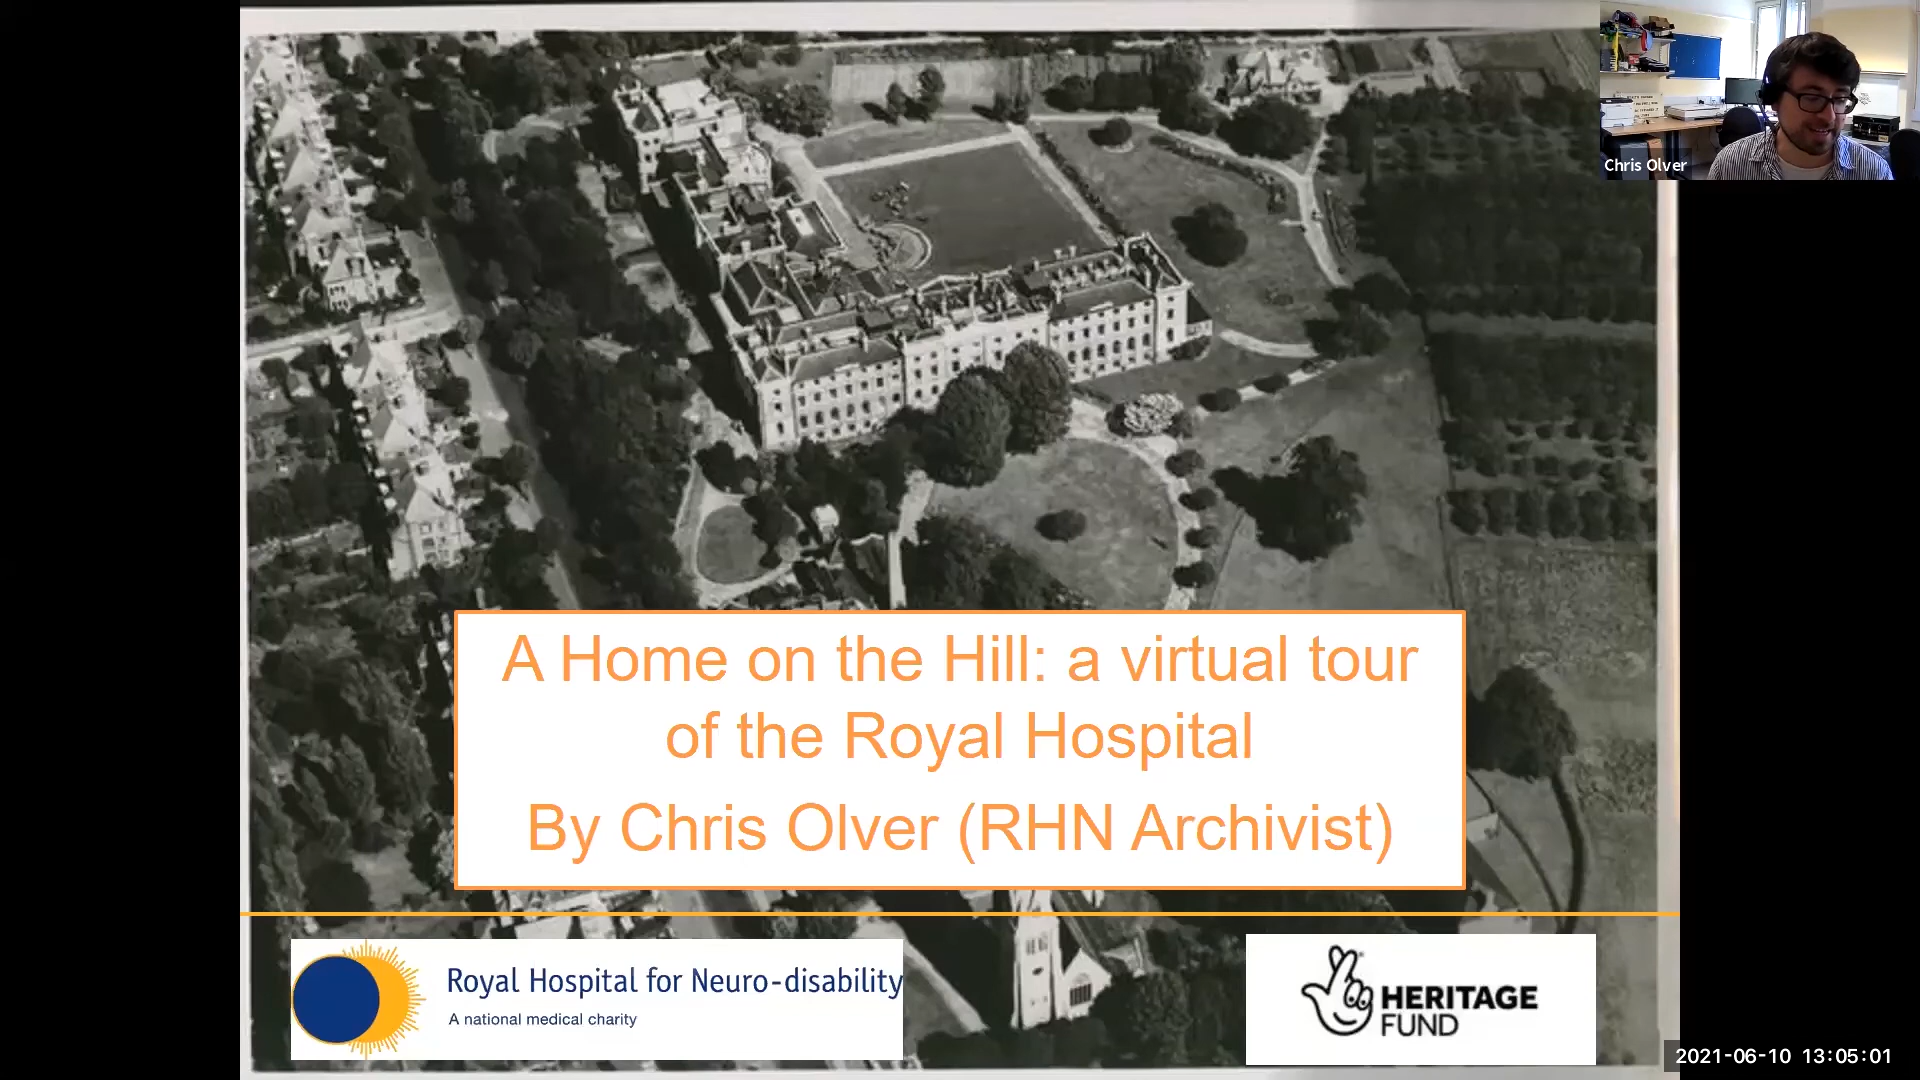 Chris Olver
A Home on the Hill: a virtual tour
of the Royal Hospital
By Chris Olver (RHN Archivist)
Royal Hospital for Neuro-disability
A national medical charity
HERITAGE
FUND
2021-06-10 13:05:01